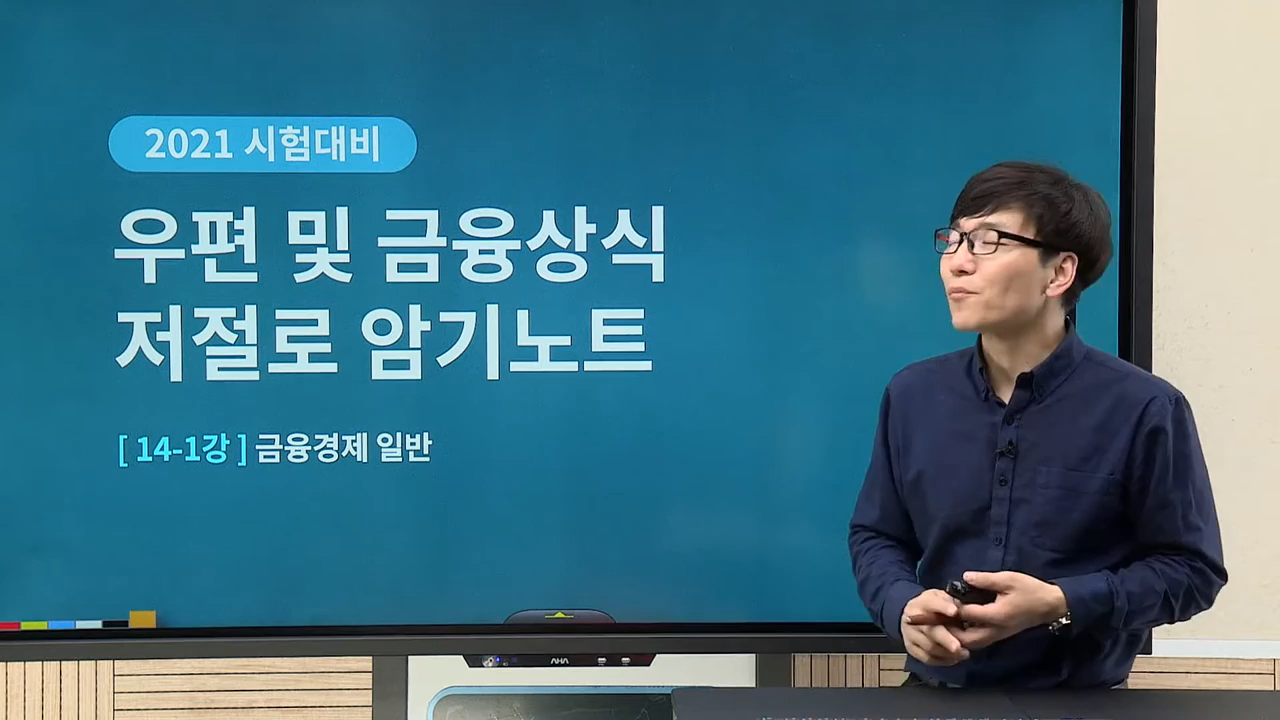 2021 시험대비
우편 및 금융상식
저절로 암기노트
[ 14-1강 ] 금융경제 일반
AHA